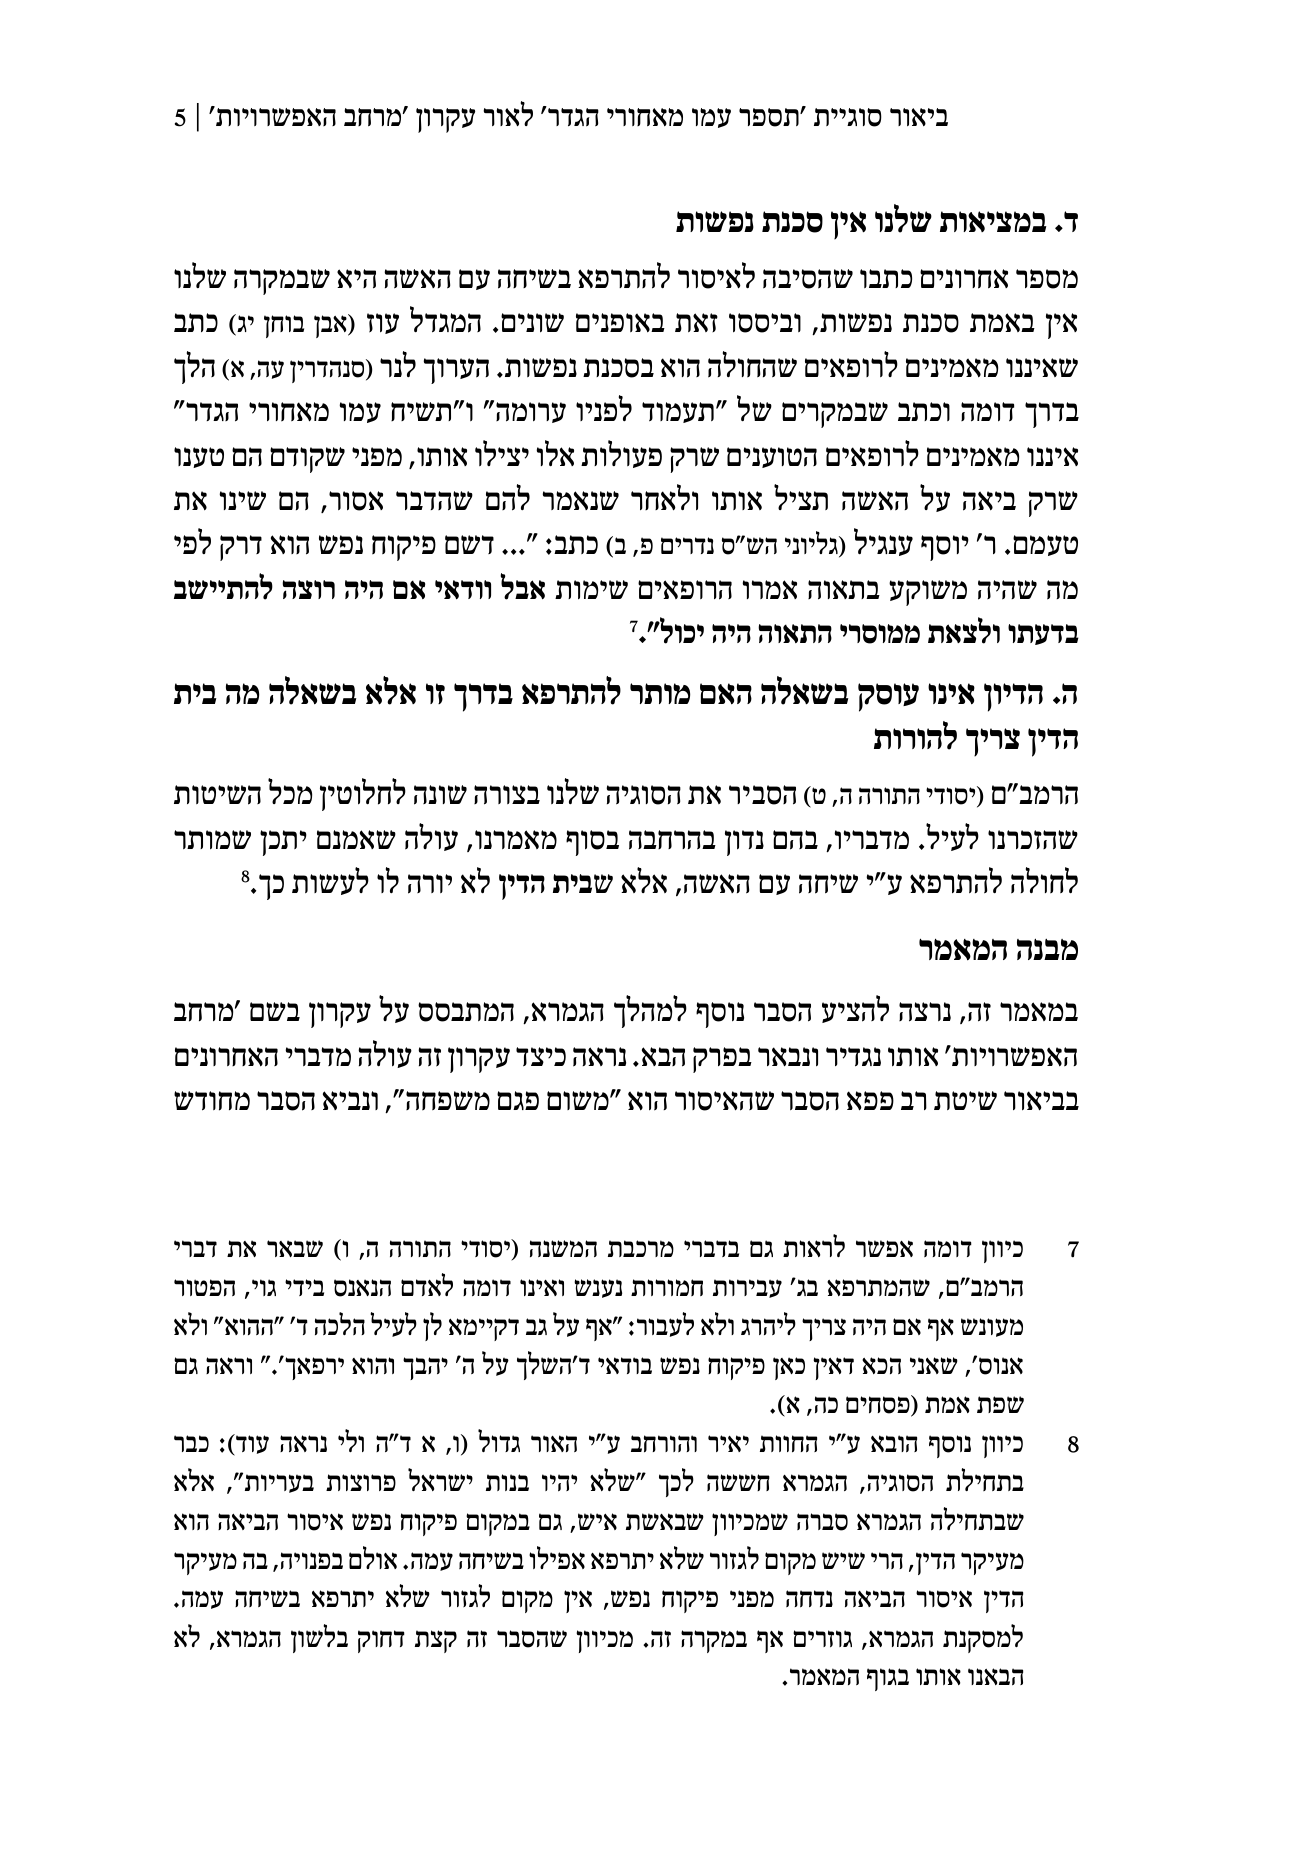 ביאור סוגיית 'תספר עמו מאחורי הגדר' לאור עקרון 'מרחב האפשרויות' | 5
ד. במציאות שלנו אין סכנת נפשות
מספר אחרונים כתבו שהסיבה לאיסור להתרפא בשיחה עם האשה היא שבמקרה שלנו
אין באמת סכנת נפשות, וביססו זאת באופנים שונים. המגדל עוז (אבן בוחן יג) כתב
שאיננו מאמינים לרופאים שהחולה הוא בסכנת נפשות. הערוך לנר (סנהדרין עה, א) הלך
בדרך דומה וכתב שבמקרים של "תעמוד לפניו ערומה" ו"תשיח עמו מאחורי הגדר"
איננו מאמינים לרופאים הטוענים שרק פעולות אלו יצילו אותו, מפני שקודם הם טענו
שרק ביאה על האשה תציל אותו ולאחר שנאמר להם שהדבר אסור, הם שינו את
טעמם. ר' יוסף ענגיל (גליוני הש"ס נדרים פ, ב) כתב: "... דשם פיקוח נפש הוא דרק לפי
מה שהיה משוקע בתאוה אמרו הרופאים שימות אבל וודאי אם היה רוצה להתיישב
בדעתו ולצאת ממוסרי התאוה היה יכול".7
ה. הדיון אינו עוסק בשאלה האם מותר להתרפא בדרך זו אלא בשאלה מה בית
הדין צריך להורות
הרמב"ם (יסודי התורה ה, ט) הסביר את הסוגיה שלנו בצורה שונה לחלוטין מכל השיטות
שהזכרנו לעיל. מדבריו, בהם נדון בהרחבה בסוף מאמרנו, עולה שאמנם יתכן שמותר
לחולה להתרפא ע"י שיחה עם האשה, אלא שבית הדין לא יורה לו לעשות כך.8
מבנה המאמר
במאמר זה, נרצה להציע הסבר נוסף למהלך הגמרא, המתבסס על עקרון בשם 'מרחב
האפשרויות' אותו נגדיר ונבאר בפרק הבא. נראה כיצד עקרון זה עולה מדברי האחרונים
בביאור שיטת רב פפא הסבר שהאיסור הוא "משום פגם משפחה", ונביא הסבר מחודש
7 כיוון דומה אפשר לראות גם בדברי מרכבת המשנה (יסודי התורה ה, ו) שבאר את דברי
הרמב"ם, שהמתרפא בג' עבירות חמורות נענש ואינו דומה לאדם הנאנס בידי גוי, הפטור
מעונש אף אם היה צריך ליהרג ולא לעבור: "אף על גב דקיימא לן לעיל הלכה ד' "ההוא" ולא
אנוס', שאני הכא דאין כאן פיקוח נפש בודאי ד'השלך על ה' יהבך והוא ירפאך'." וראה גם
שפת אמת (פסחים כה, א).
8 כיוון נוסף הובא ע"י החוות יאיר והורחב ע"י האור גדול (ו, א ד"ה ולי נראה עוד): כבר
בתחילת הסוגיה, הגמרא חששה לכך "שלא יהיו בנות ישראל פרוצות בעריות", אלא
שבתחילה הגמרא סברה שמכיוון שבאשת איש, גם במקום פיקוח נפש איסור הביאה הוא
מעיקר הדין, הרי שיש מקום לגזור שלא יתרפא אפילו בשיחה עמה. אולם בפנויה, בה מעיקר
הדין איסור הביאה נדחה מפני פיקוח נפש, אין מקום לגזור שלא יתרפא בשיחה עמה.
למסקנת הגמרא, גוזרים אף במקרה זה. מכיוון שהסבר זה קצת דחוק בלשון הגמרא, לא
הבאנו אותו בגוף המאמר.